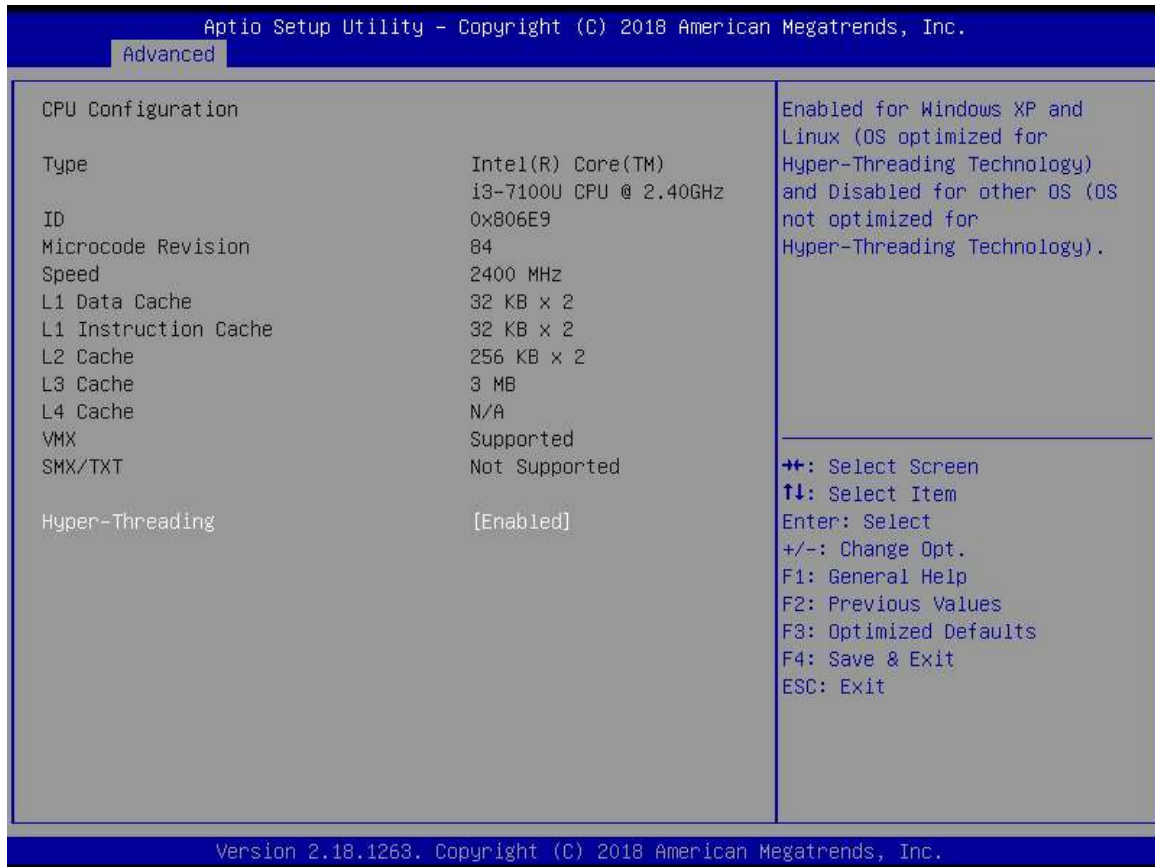 Aptio Setup Utility – Copyright (C) 2018 American Megatrends, Inc.
Advanced
CPU Configuration
Type Intel(R) Core(TM)
i3-7100U CPU @ 2.40GHz
ID 0x806E9
Microcode Revision 84
Speed 2400 MHz
L1 Data Cache 32 KB x 2
L1 Instruction Cache 32 KB x 2
L2 Cache 256 KB x 2
L3 Cache 3 MB
L4 Cache N/A
VMX Supported
SMX/TXT Not Supported
Hyper-Threading [Enabled]
Enabled for Windows XP and
Linux (OS optimized for
Hyper-Threading Technology)
and Disabled for other OS (OS
not optimized for
Hyper-Threading Technology).
→←: Select Screen
↑↓: Select Item
Enter: Select
+/-: Change Opt.
F1: General Help
F2: Previous Values
F3: Optimized Defaults
F4: Save & Exit
ESC: Exit
Version 2.18.1263. Copyright (C) 2018 American Megatrends, Inc.